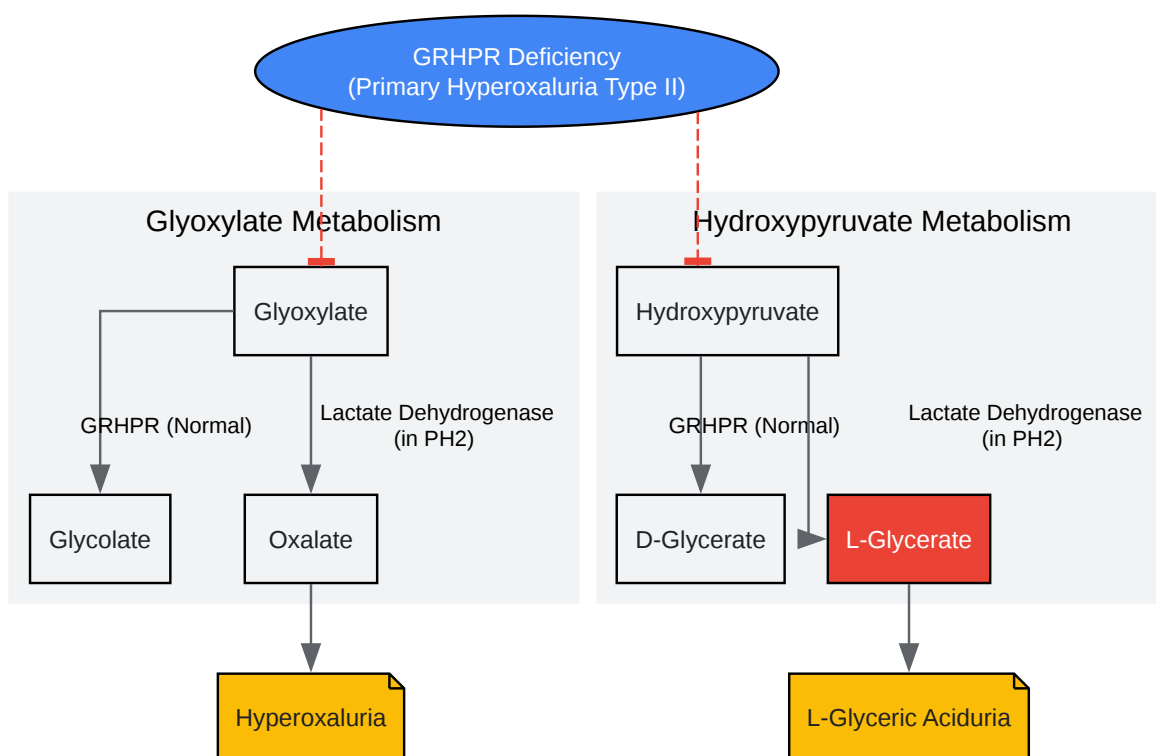 GRHPR Deficiency
(Primary Hyperoxaluria Type II)
Glyoxylate Metabolism
Hydroxypyruvate Metabolism
Glyoxylate
Hydroxypyruvate
GRHPR (Normal)
Lactate Dehydrogenase
(in PH2)
GRHPR (Normal)
Lactate Dehydrogenase
(in PH2)
Glycolate
Oxalate
D-Glycerate
L-Glycerate
Hyperoxaluria
L-Glyceric Aciduria